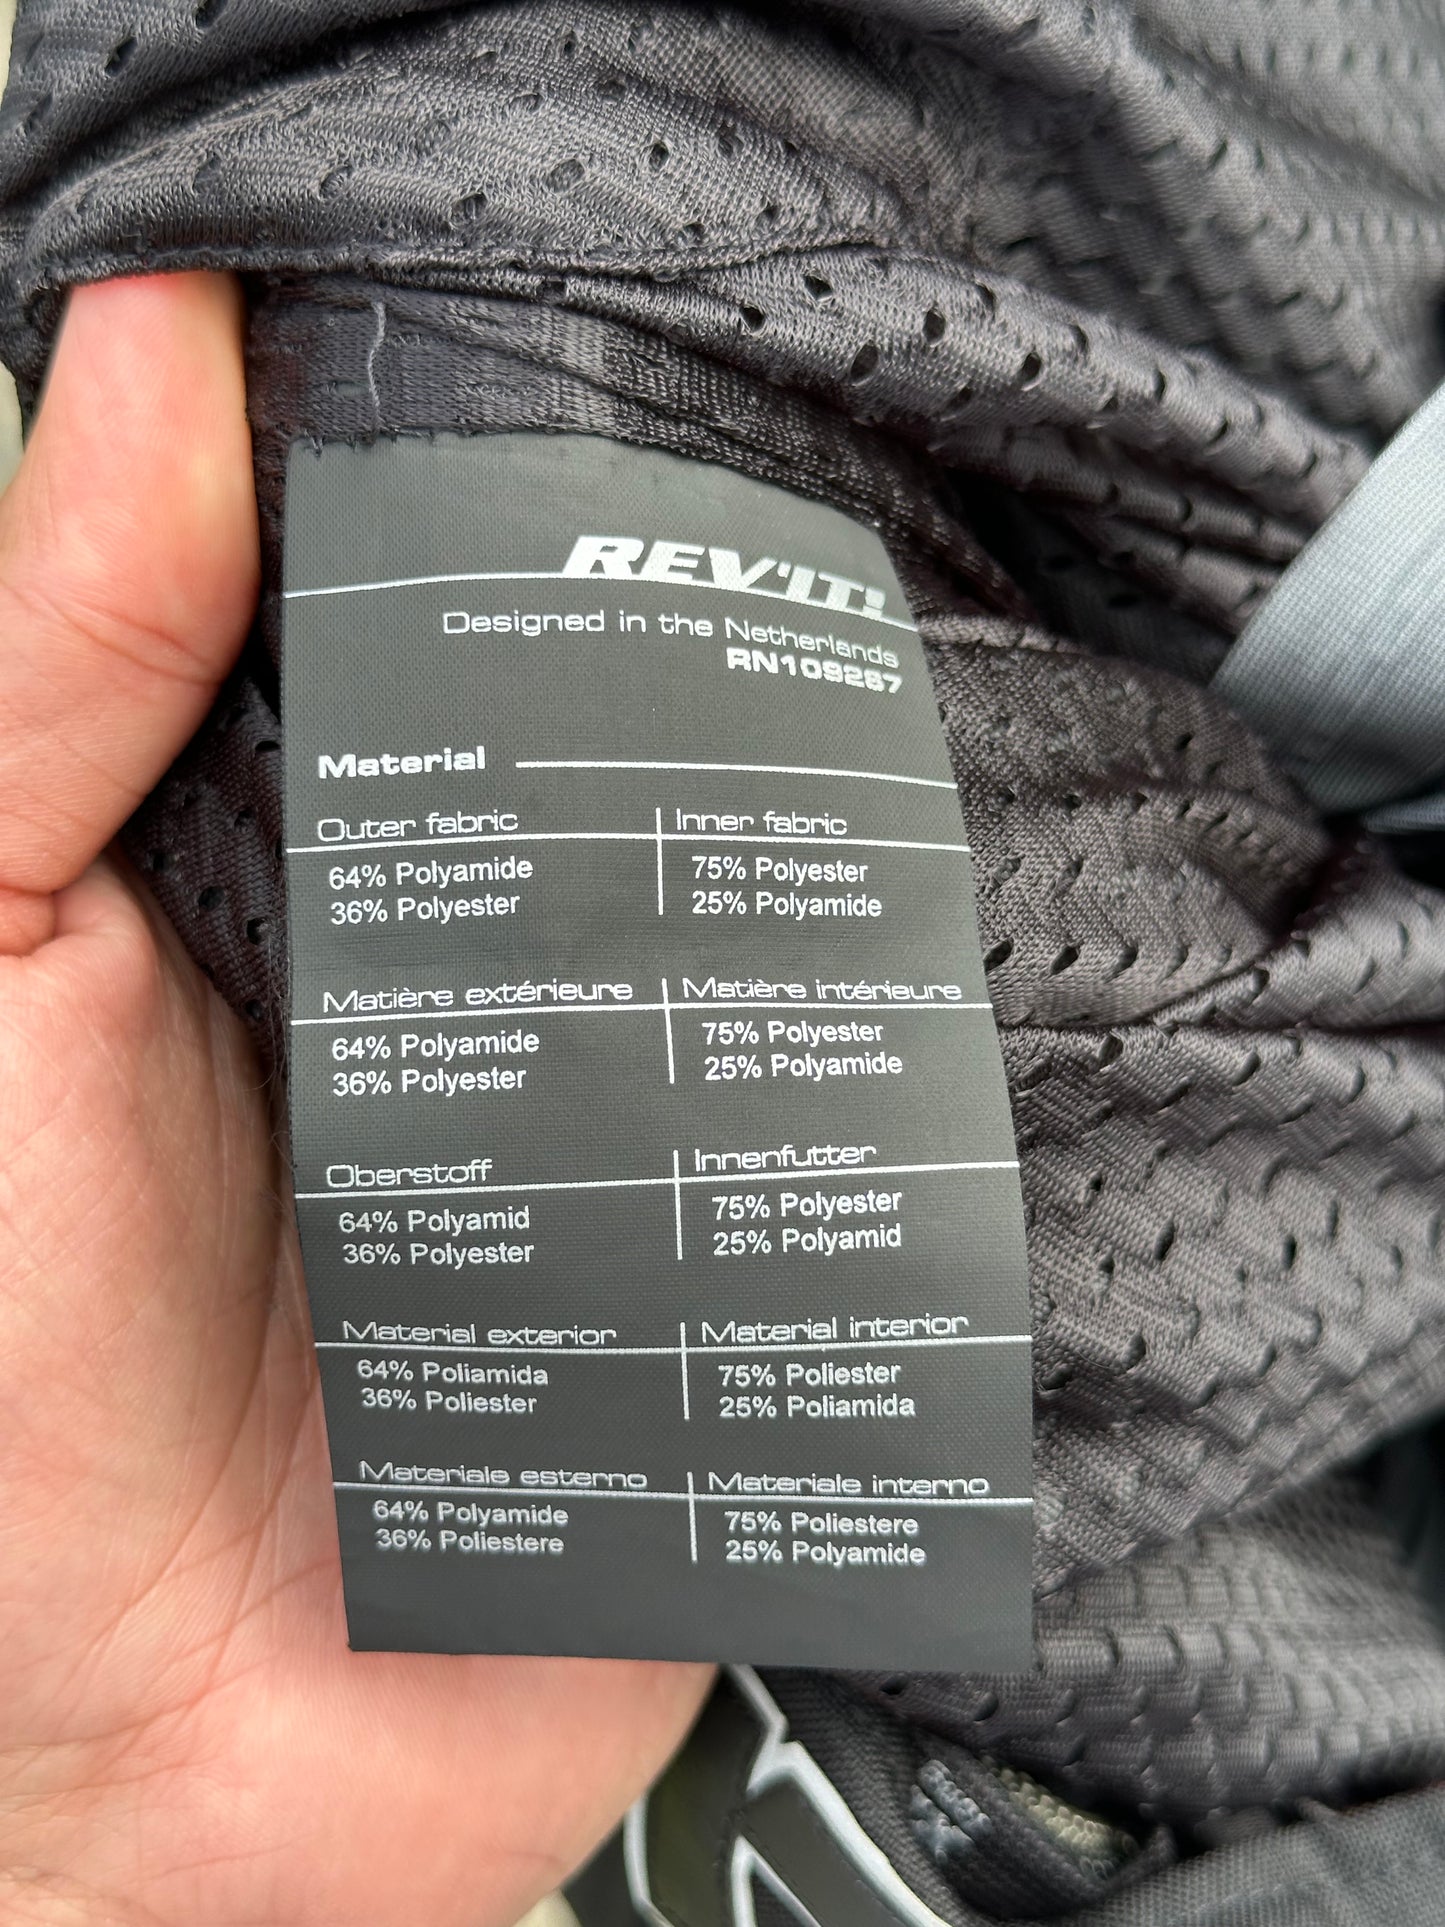 REV'IT!
Designed in the Netherlands
RN109287
Material
Outer fabric
64% Polyamide
36% Polyester
Inner fabric
75% Polyester
25% Polyamide
Matière extérieure
64% Polyamide
36% Polyester
Matière intérieure
75% Polyester
25% Polyamide
Oberstoff
64% Polyamid
36% Polyester
Innenfutter
75% Polyester
25% Polyamid
Material exterior
64% Poliamida
36% Poliester
Material interior
75% Poliester
25% Poliamida
Materiale esterno
64% Polyamide
36% Poliestere
Materiale interno
75% Poliestere
25% Polyamide